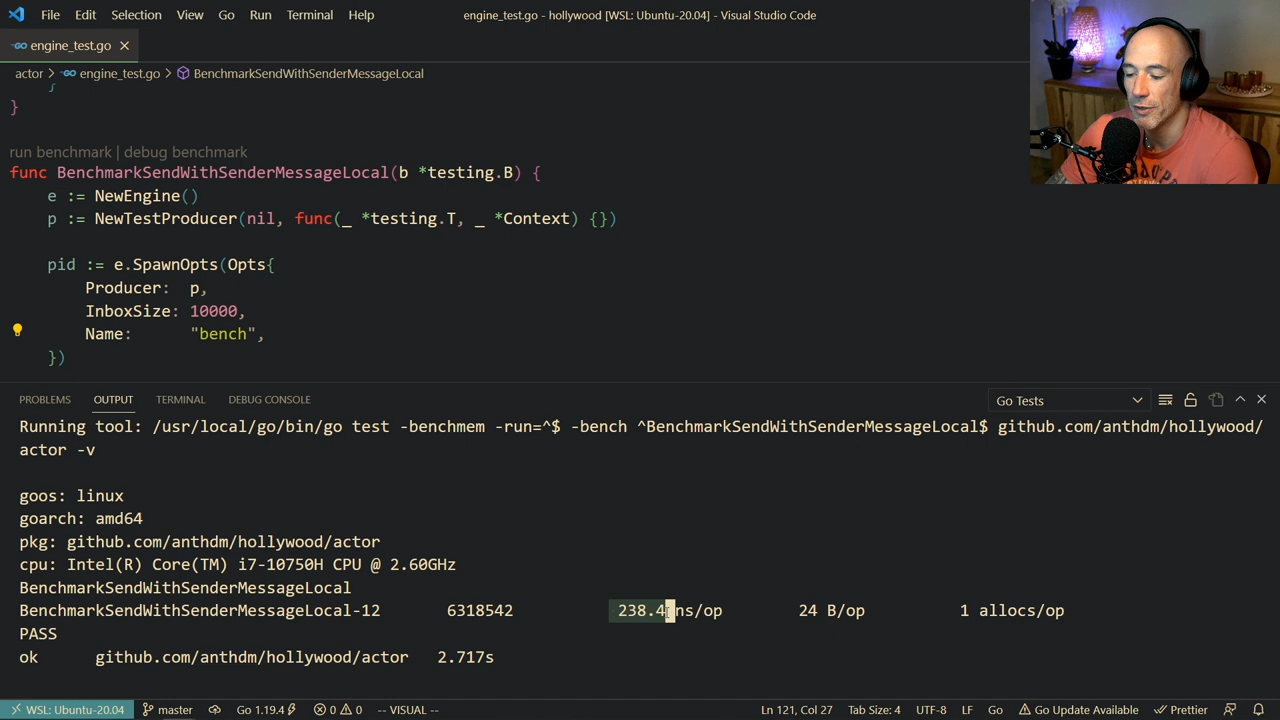 File Edit Selection View Go Run Terminal Help engine_test.go - hollywood [WSL: Ubuntu-20.04] - Visual Studio Code
engine_test.go
actor > engine_test.go > BenchmarkSendWithSenderMessageLocal
}
}
run benchmark | debug benchmark
func BenchmarkSendWithSenderMessageLocal(b *testing.B) {
e := NewEngine()
p := NewTestProducer(nil, func(_ *testing.T, _ *Context) {})
pid := e.SpawnOpts(Opts{
Producer: p,
InboxSize: 10000,
Name: "bench",
})
PROBLEMS OUTPUT TERMINAL DEBUG CONSOLE Go Tests
Running tool: /usr/local/go/bin/go test -benchmem -run=^$ -bench ^BenchmarkSendWithSenderMessageLocal$ github.com/anthdm/hollywood/
actor -v
goos: linux
goarch: amd64
pkg: github.com/anthdm/hollywood/actor
cpu: Intel(R) Core(TM) i7-10750H CPU @ 2.60GHz
BenchmarkSendWithSenderMessageLocal
BenchmarkSendWithSenderMessageLocal-12 6318542 238.4 ns/op 24 B/op 1 allocs/op
PASS
ok github.com/anthdm/hollywood/actor 2.717s
WSL: Ubuntu-20.04 master Go 1.19.4 0 0 -- VISUAL -- Ln 121, Col 27 Tab Size: 4 UTF-8 LF Go Go Update Available Prettier